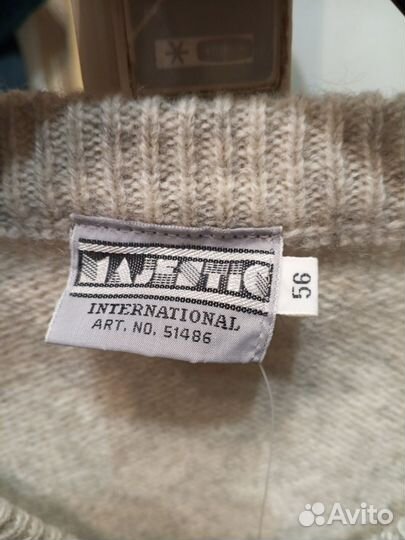 MAJESTIC
INTERNATIONAL
ART. NO. 51486
56
Avito